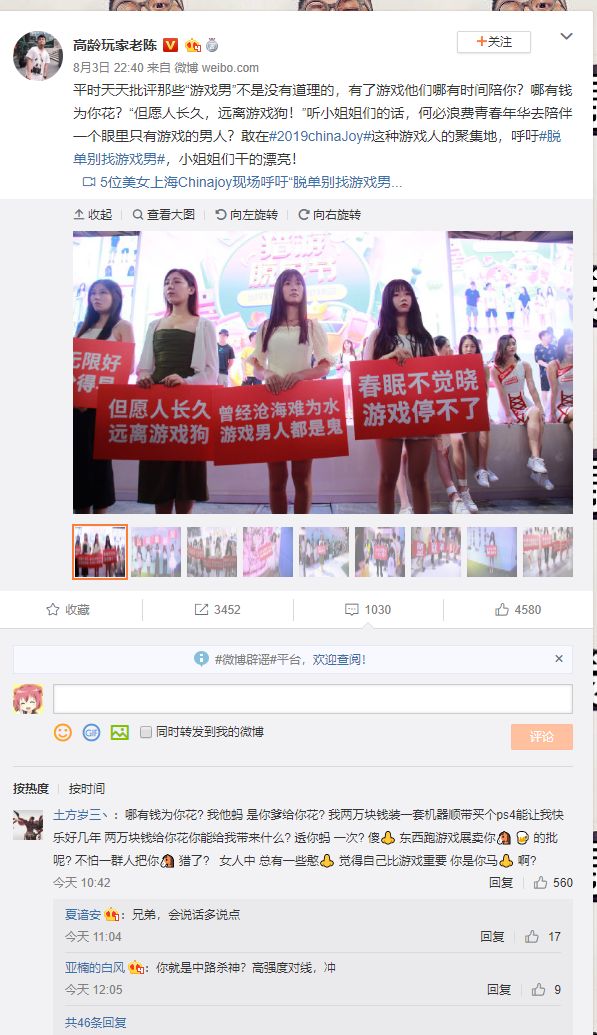 高龄玩家老陈
+关注
8月3日 22:40 来自 微博 weibo.com
平时天天批评那些“游戏男”不是没有道理的，有了游戏他们哪有时间陪你？哪有钱
为你花？“但愿人长久，远离游戏狗！”听小姐姐们的话，何必浪费青春年华去陪伴
一个眼里只有游戏的男人？敢在#2019chinaJoy#这种游戏人的聚集地，呼吁#脱
单别找游戏男#，小姐姐们干的漂亮！
5位美女上海Chinajoy现场呼吁“脱单别找游戏男...
收起 查看大图 向左旋转 向右旋转
无限好
但愿人长久
远离游戏狗
曾经沧海难为水
游戏男人都是鬼
春眠不觉晓
游戏停不了
收藏 3452 1030 4580
#微博辟谣#平台，欢迎查阅！
GIF 同时转发到我的微博 评论
按热度 按时间
土方岁三丶：哪有钱为你花? 我他蚂 是你爹给你花? 我两万块钱装一套机器顺带买个ps4能让我快
乐好几年 两万块钱给你花你能给我带来什么? 透你蚂 一次? 傻 东西跑游戏展卖你 的批
呢? 不怕一群人把你 猎了? 女人中 总有一些憨 觉得自己比游戏重要 你是你马 啊?
今天 10:42 回复 560
夏谙安：兄弟，会说话多说点
今天 11:04 回复 17
亚楠的白风：你就是中路杀神？高强度对线，冲
今天 12:05 回复 9
共46条回复